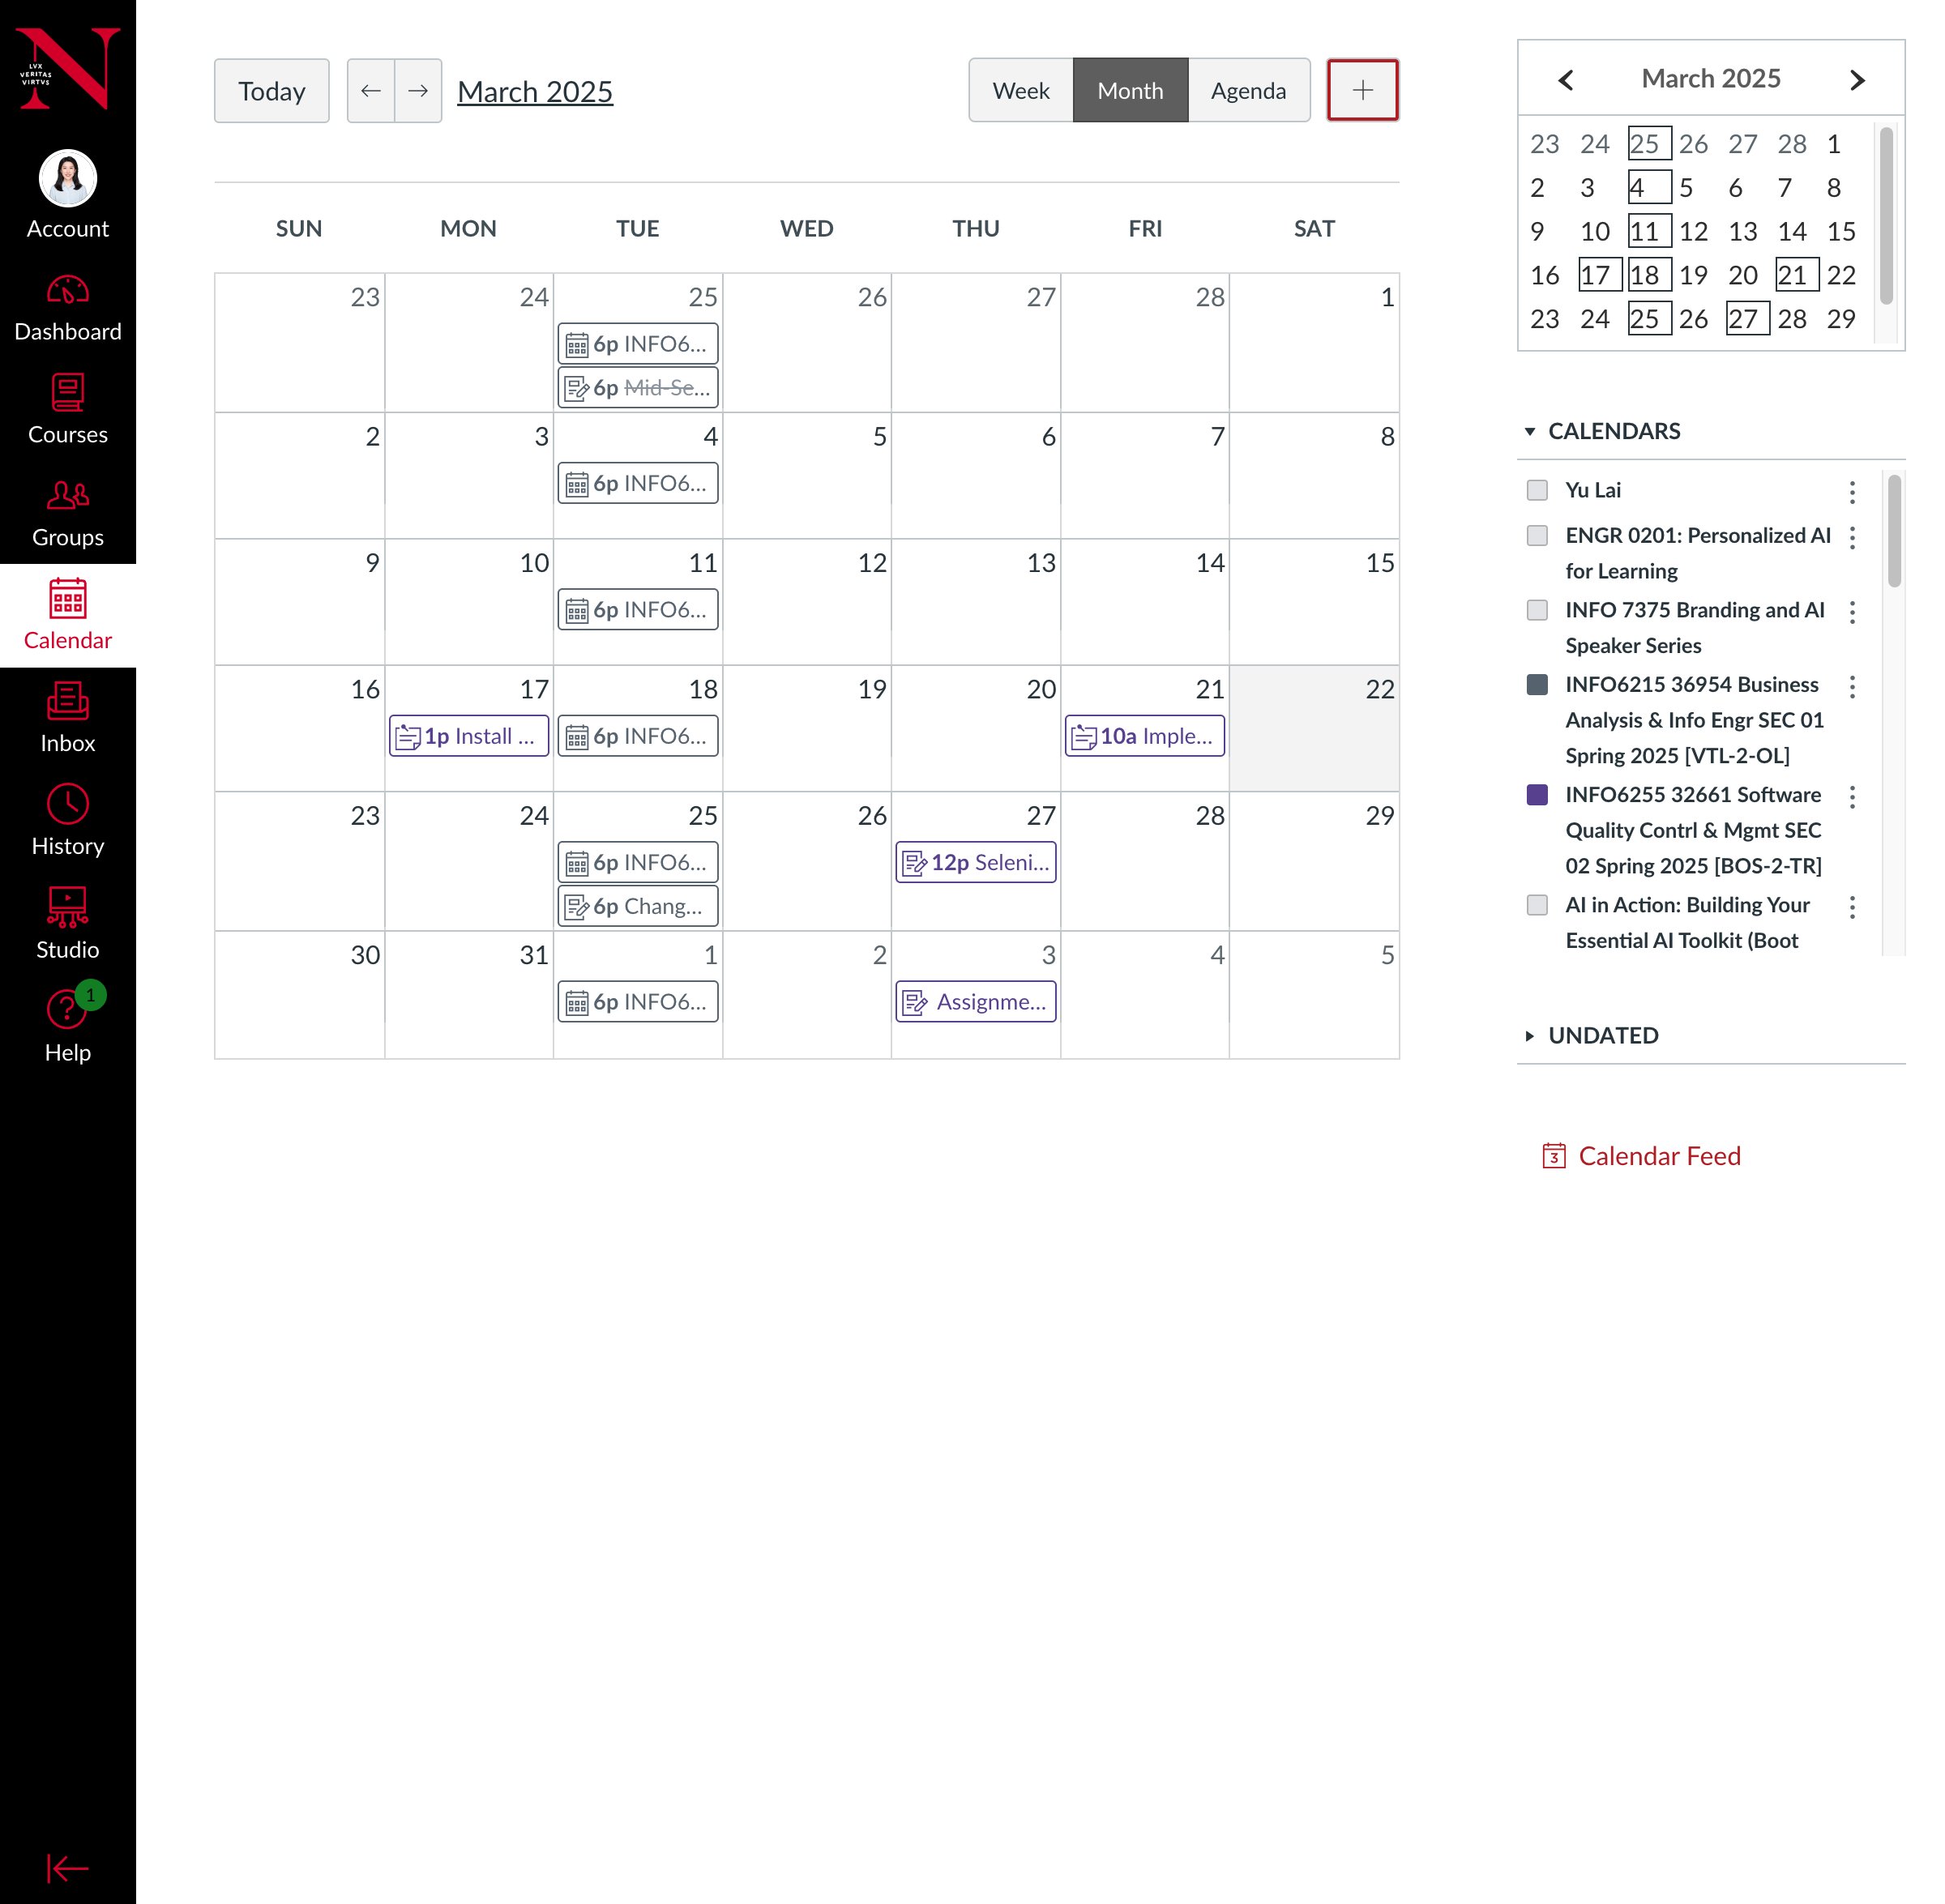 LVX
VERITAS
VIRTVS
Account
Dashboard
Courses
Groups
Calendar
Inbox
History
Studio
1
Help
Today
March 2025
Week
Month
Agenda
SUN MON TUE WED THU FRI SAT
23 24 25 26 27 28 1
6p INFO6...
6p Mid-Se...
2 3 4 5 6 7 8
6p INFO6...
9 10 11 12 13 14 15
6p INFO6...
16 17 18 19 20 21 22
1p Install ... 6p INFO6... 10a Imple...
23 24 25 26 27 28 29
6p INFO6... 12p Seleni...
6p Chang...
30 31 1 2 3 4 5
6p INFO6... Assignme...
March 2025
23 24 25 26 27 28 1
2 3 4 5 6 7 8
9 10 11 12 13 14 15
16 17 18 19 20 21 22
23 24 25 26 27 28 29
CALENDARS
Yu Lai
ENGR 0201: Personalized AI
for Learning
INFO 7375 Branding and AI
Speaker Series
INFO6215 36954 Business
Analysis & Info Engr SEC 01
Spring 2025 [VTL-2-OL]
INFO6255 32661 Software
Quality Contrl & Mgmt SEC
02 Spring 2025 [BOS-2-TR]
AI in Action: Building Your
Essential AI Toolkit (Boot
UNDATED
3 Calendar Feed